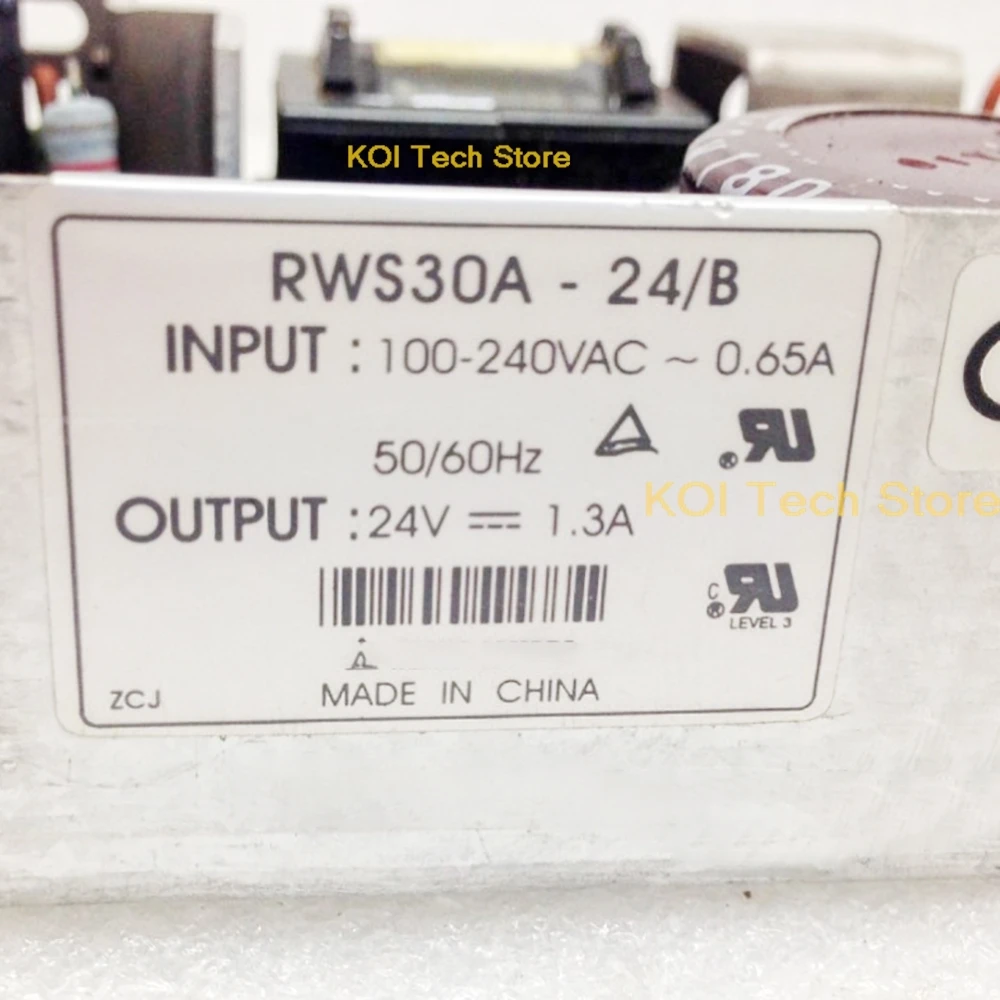 KOI Tech Store
RWS30A - 24/B
INPUT : 100-240VAC ~ 0.65A
50/60Hz
OUTPUT : 24V ⎓ 1.3A
KOI Tech Store
C
LEVEL 3
MADE IN CHINA
ZCJ